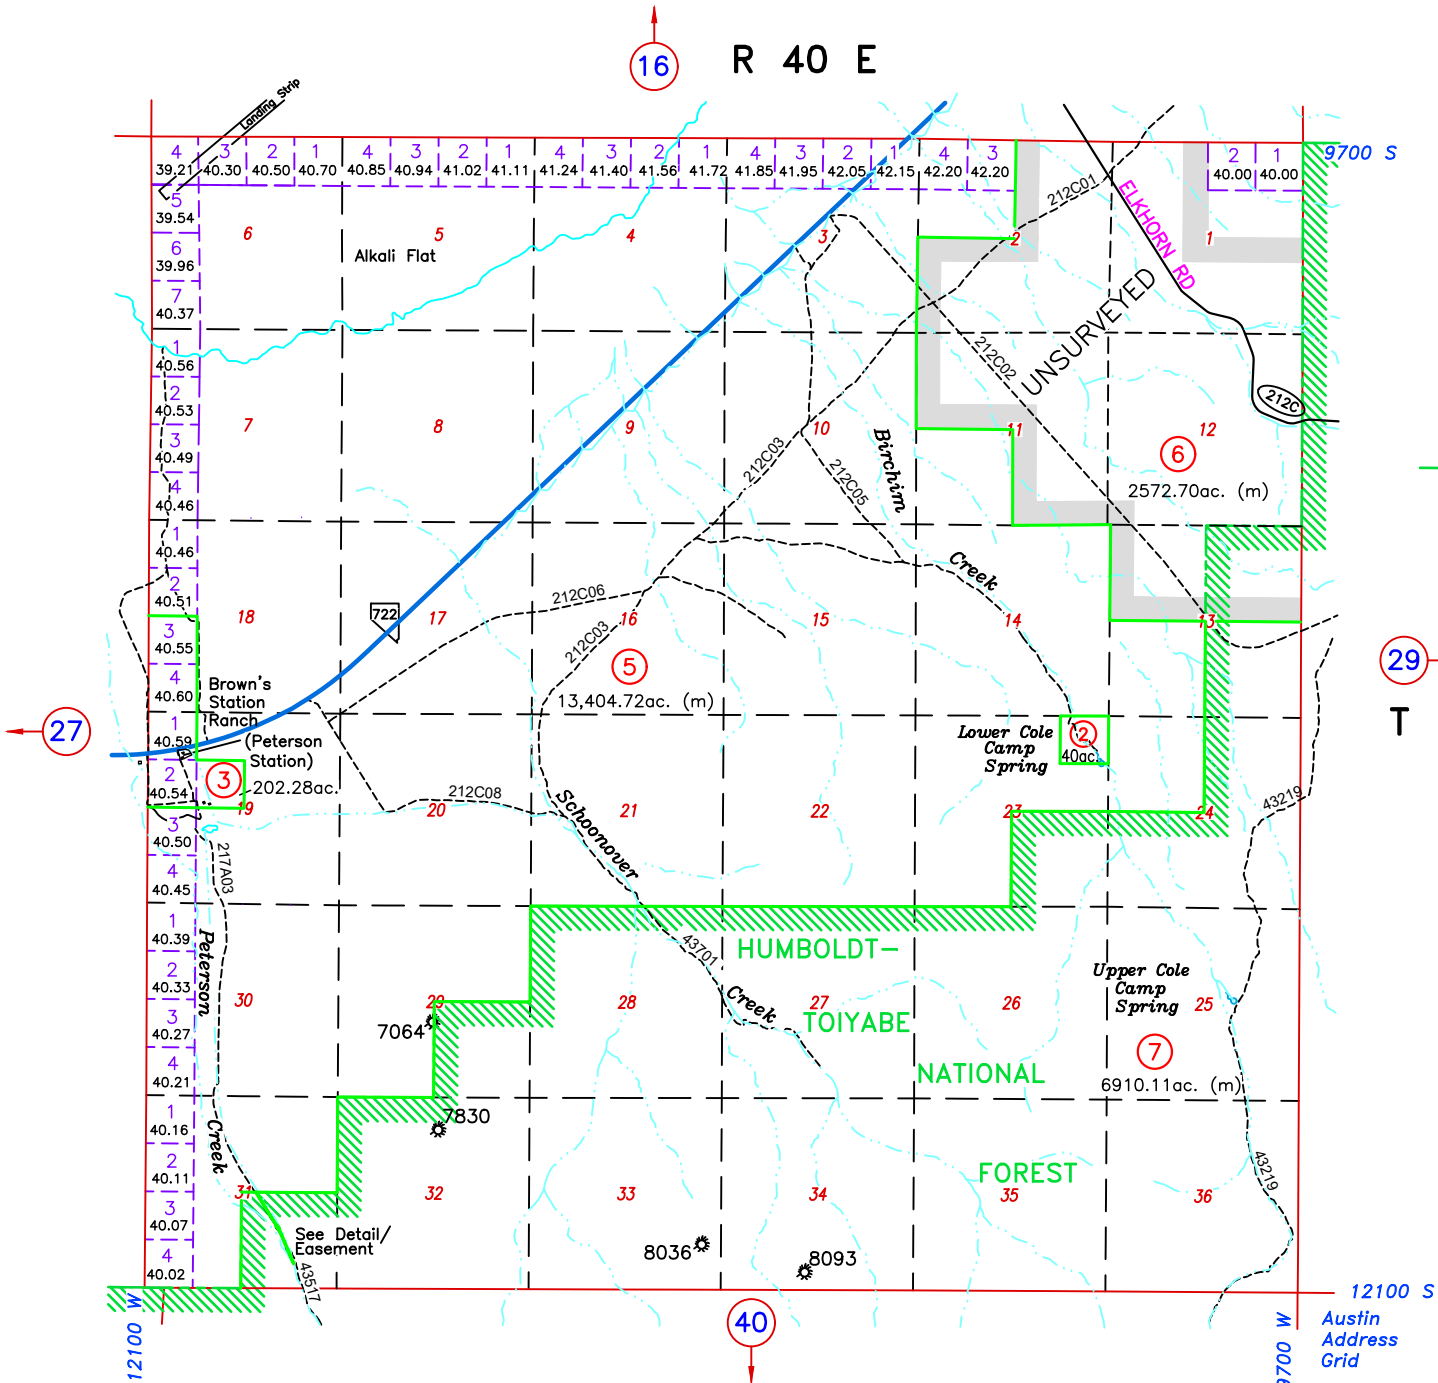 16
R 40 E
Landing Strip
4 3 2 1 4 3 2 1 4 3 2 1 4 3 2 1 4 3 2 1
39.21 40.30 40.50 40.70 40.85 40.94 41.02 41.11 41.24 41.40 41.56 41.72 41.85 41.95 42.05 42.15 42.20 42.20 40.00 40.00
9700 S
5
39.54
6
39.96
7
40.37
6 5 4 3 2 1
Alkali Flat
212C01
ELKHORN RD
UNSURVEYED
212C02
212C
1
40.56
2
40.53
3
40.49
4
40.46
7 8 9 10 11 12
6
2572.70ac. (m)
212C03
212C05
Birchim
Creek
1
40.46
2
40.51
3
40.55
4
40.60
18 17 16 15 14 13
722
212C06
212C03
5
13,404.72ac. (m)
29
T
27
Brown's
Station
Ranch
(Peterson
Station)
3
202.28ac.
1
40.59
2
40.54
3
40.50
4
40.45
19 20 21 22 23 24
212C08
Lower Cole
Camp
Spring
2
40ac.
43219
217A03
Schoonover
Creek
43701
Peterson
Creek
1
40.39
2
40.33
3
40.27
4
40.21
30 29 28 27 26 25
7064
HUMBOLDT-
TOIYABE
NATIONAL
FOREST
Upper Cole
Camp
Spring
7
6910.11ac. (m)
1
40.16
2
40.11
3
40.07
4
40.02
31 32 33 34 35 36
7830
8036
8093
See Detail/
Easement
43517
43219
12100 W
40
9700 W
12100 S
Austin
Address
Grid